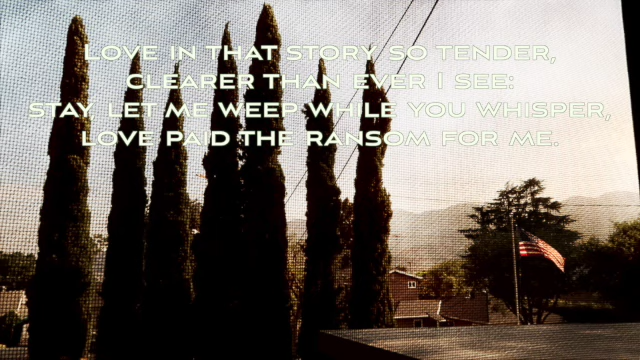 LOVE IN THAT STORY SO TENDER,
CLEARER THAN EVER I SEE:
STAY, LET ME WEEP WHILE YOU WHISPER,
LOVE PAID THE RANSOM FOR ME.